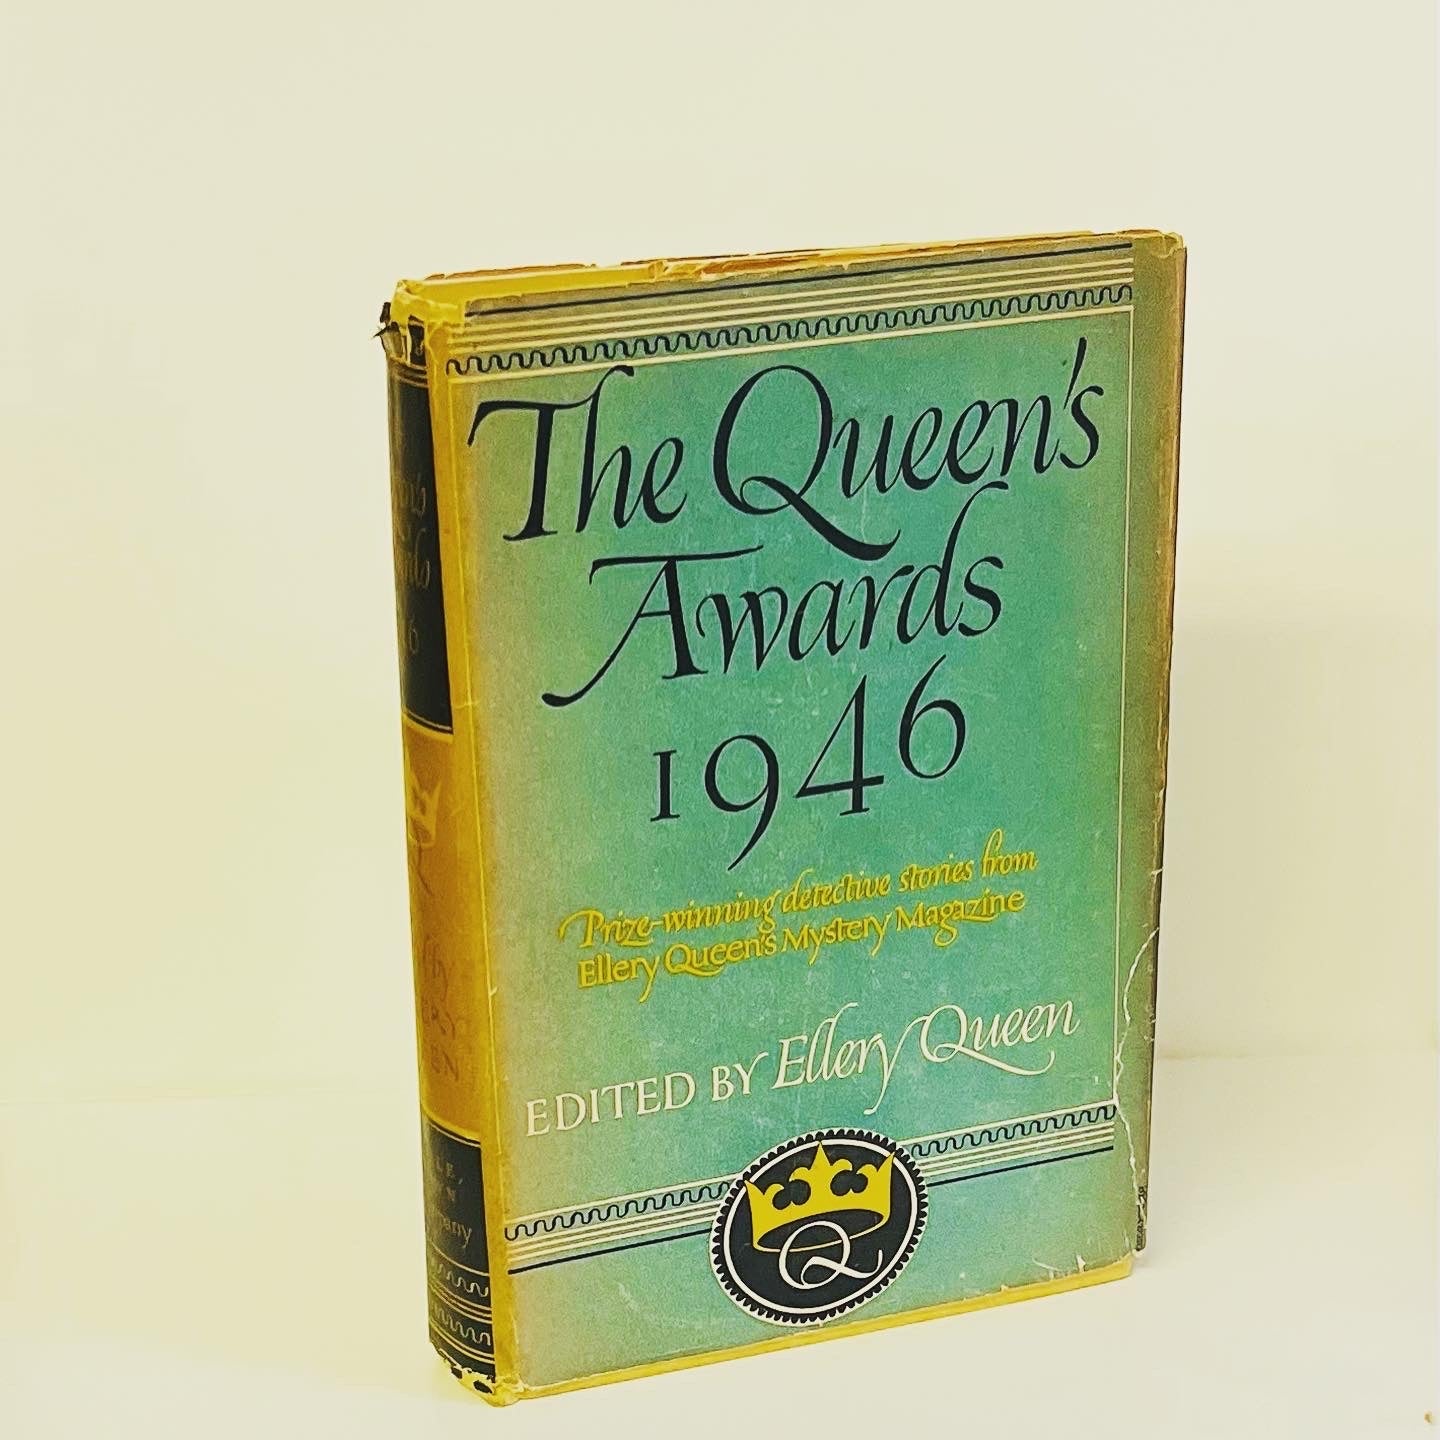 The Queen's
Awards
1946
Prize-winning detective stories from
Ellery Queen's Mystery Magazine
EDITED BY Ellery Queen
Q